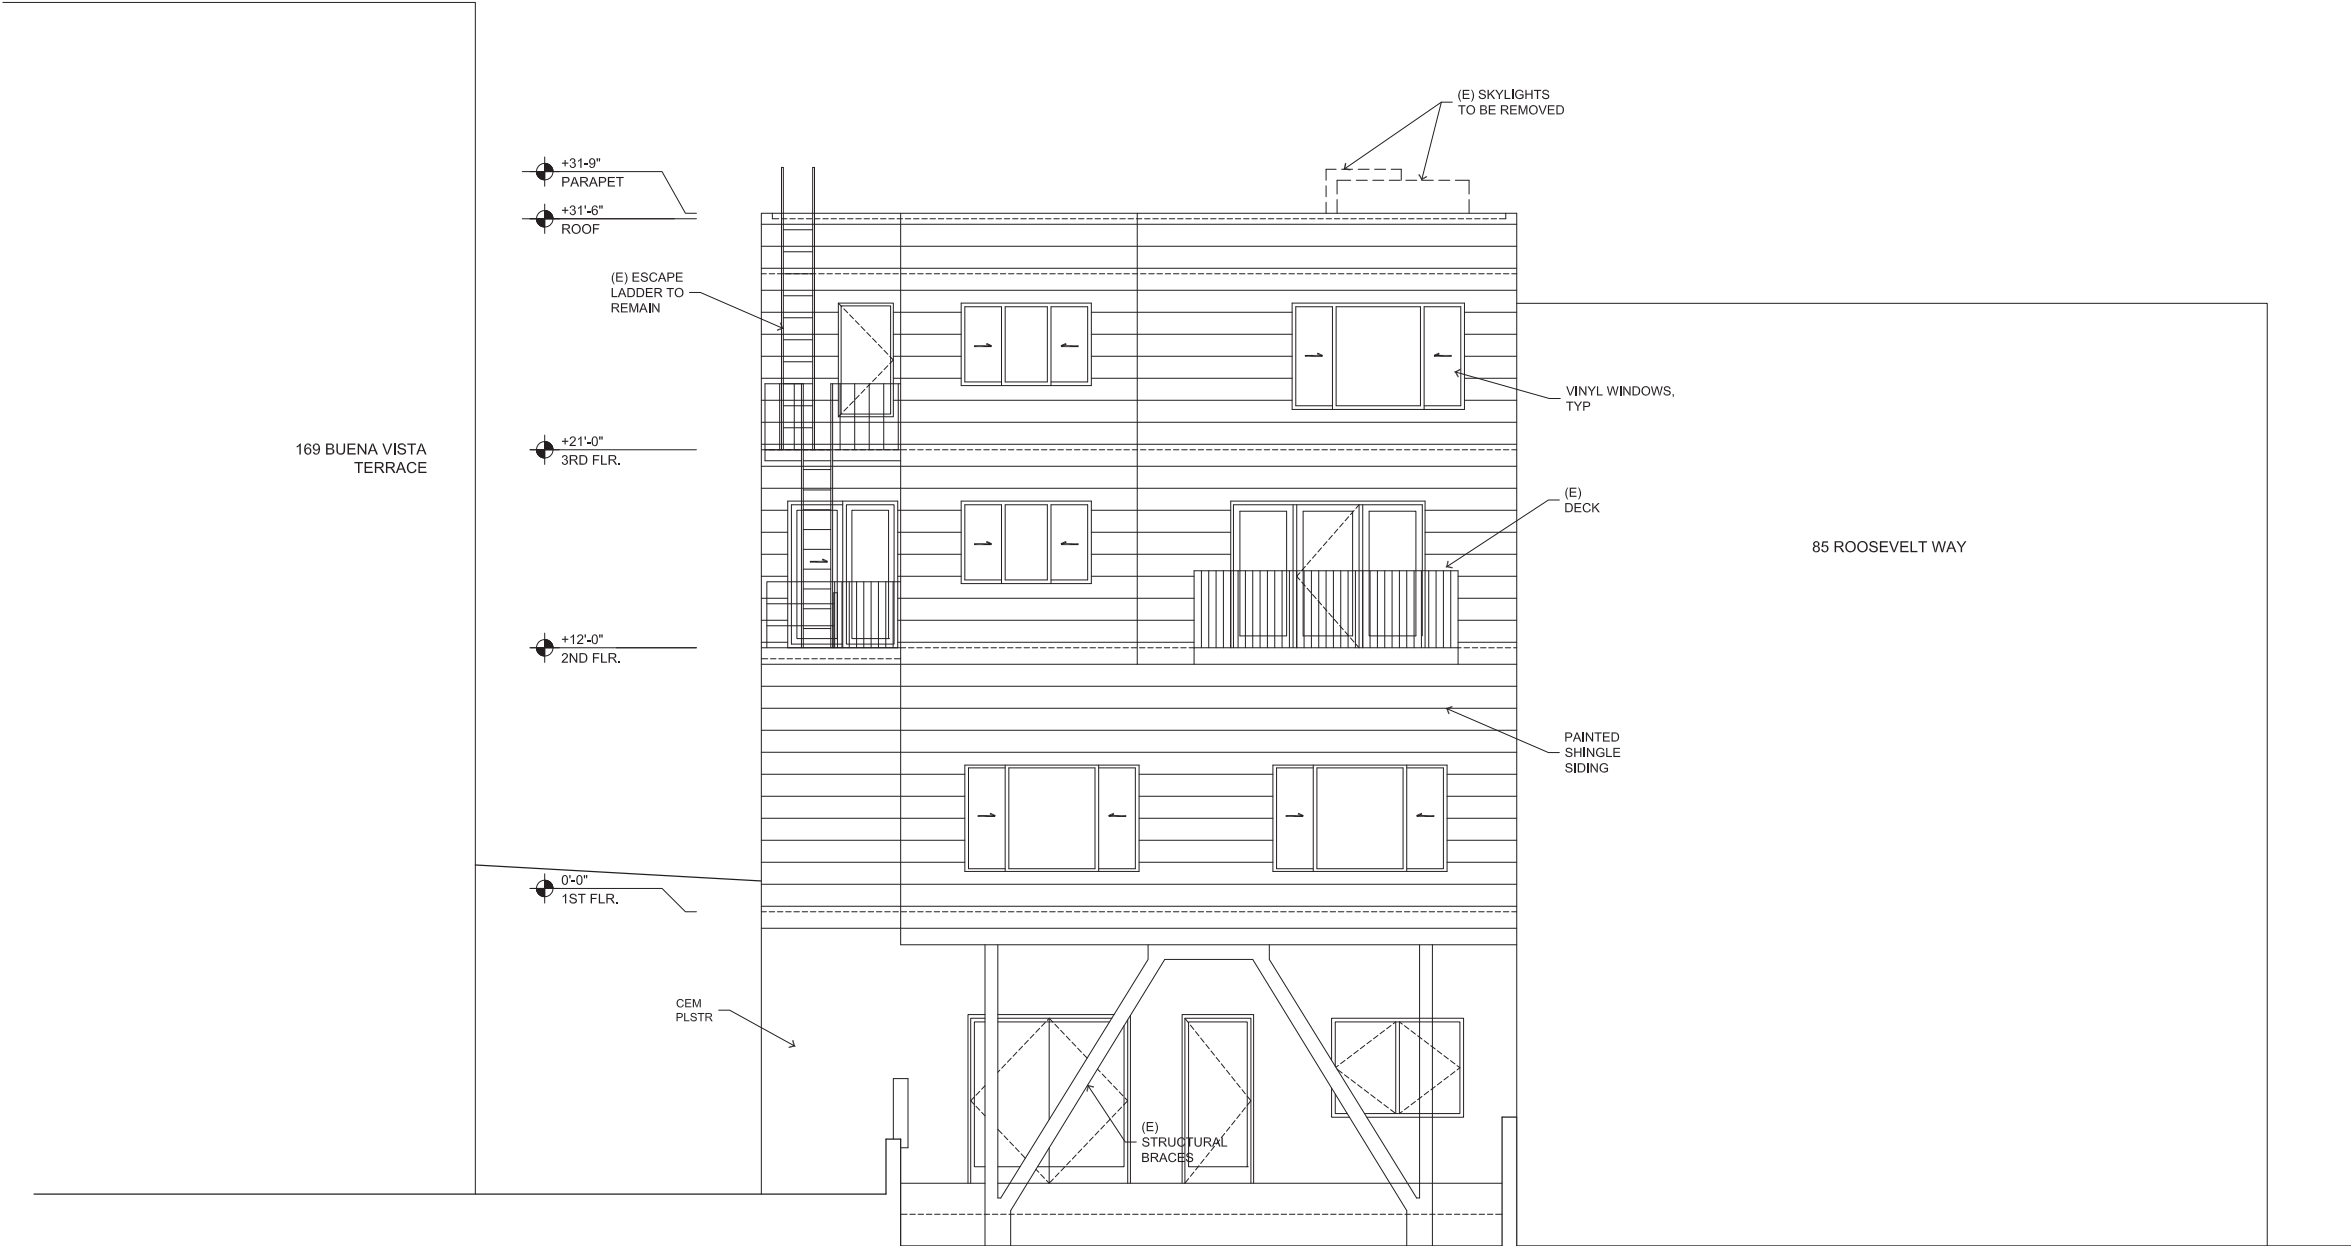 (E) SKYLIGHTS
TO BE REMOVED
+31-9"
PARAPET
+31'-6"
ROOF
(E) ESCAPE
LADDER TO
REMAIN
VINYL WINDOWS,
TYP
169 BUENA VISTA
TERRACE
+21'-0"
3RD FLR.
(E)
DECK
85 ROOSEVELT WAY
+12'-0"
2ND FLR.
PAINTED
SHINGLE
SIDING
0'-0"
1ST FLR.
CEM
PLSTR
(E)
STRUCTURAL
BRACES